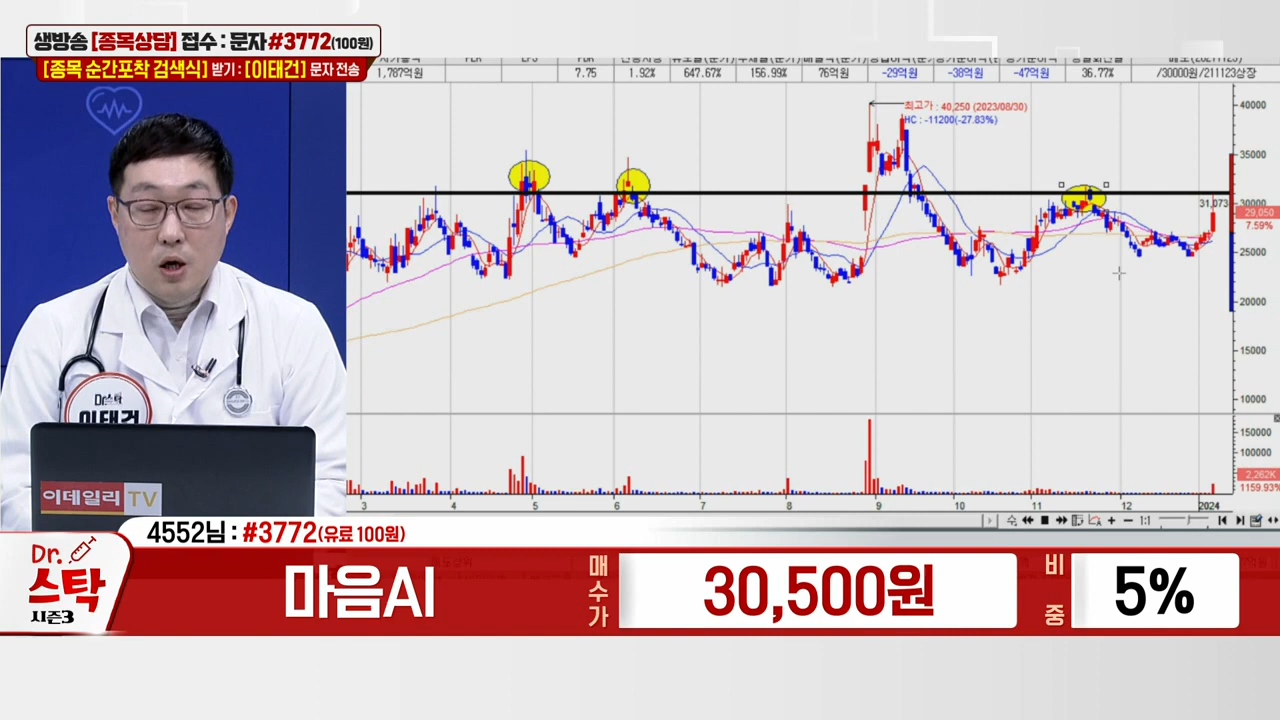 생방송 [종목상담] 접수 : 문자#3772(100원)
[종목 순간포착 검색식] 받기 : [이태건] 문자 전송
1,787억원 7.75 1.92% 647.67% 156.99% 76억원 -29억원 -38억원 -47억원 36.77% /30000원/211123상장
최고가 : 40,250 (2023/08/30)
HC : -11200(-27.83%)
40000
35000
30000
31,073
29,050
7.59%
25000
20000
15000
10000
150000
100000
2,262K
1159.93%
3 4 5 6 7 8 9 10 11 12 2024
1:1
Dr.스탁
이태건
이데일리 TV
4552님 : #3772(유료 100원)
Dr.
스탁
시즌3
마음AI
매수가
30,500원
비중
5%